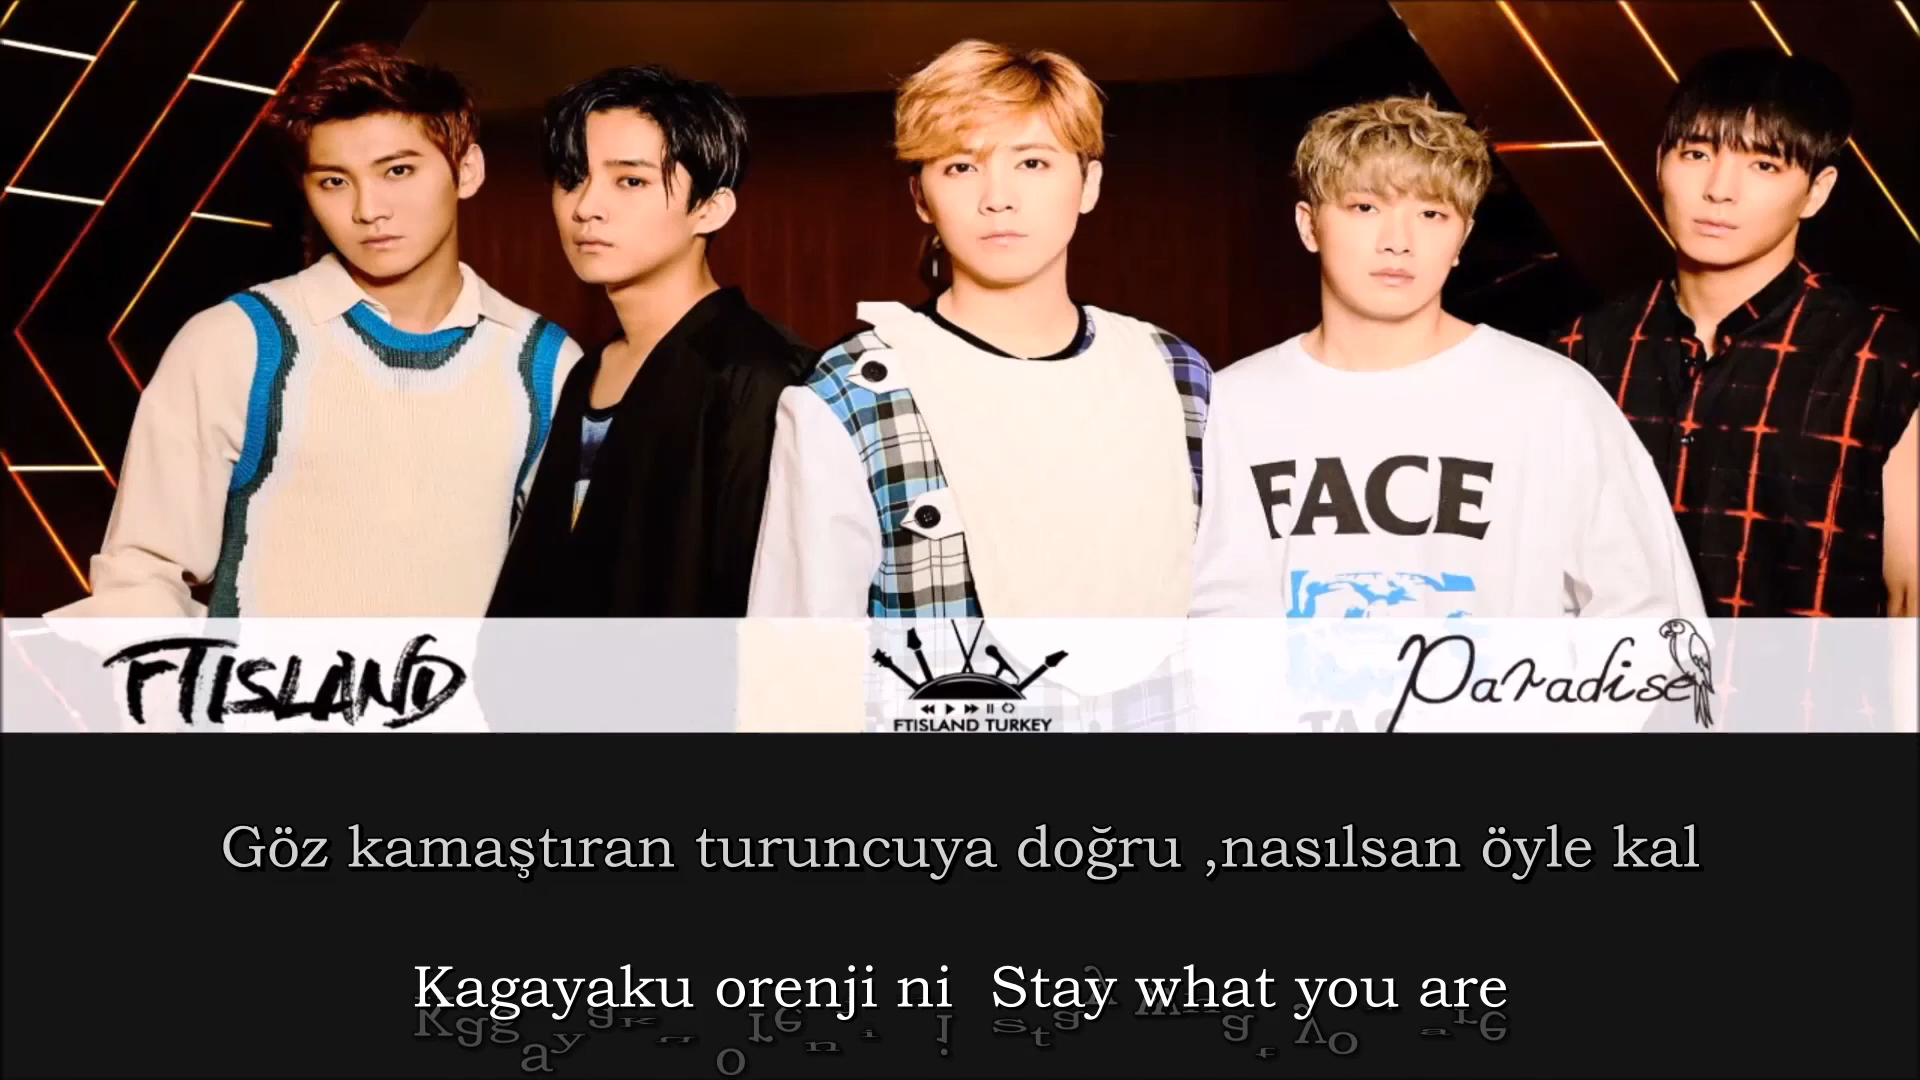 FACE
FTISLAND
FTISLAND TURKEY
Paradise
Göz kamaştıran turuncuya doğru ,nasılsan öyle kal
Kagayaku orenji ni  Stay what you are